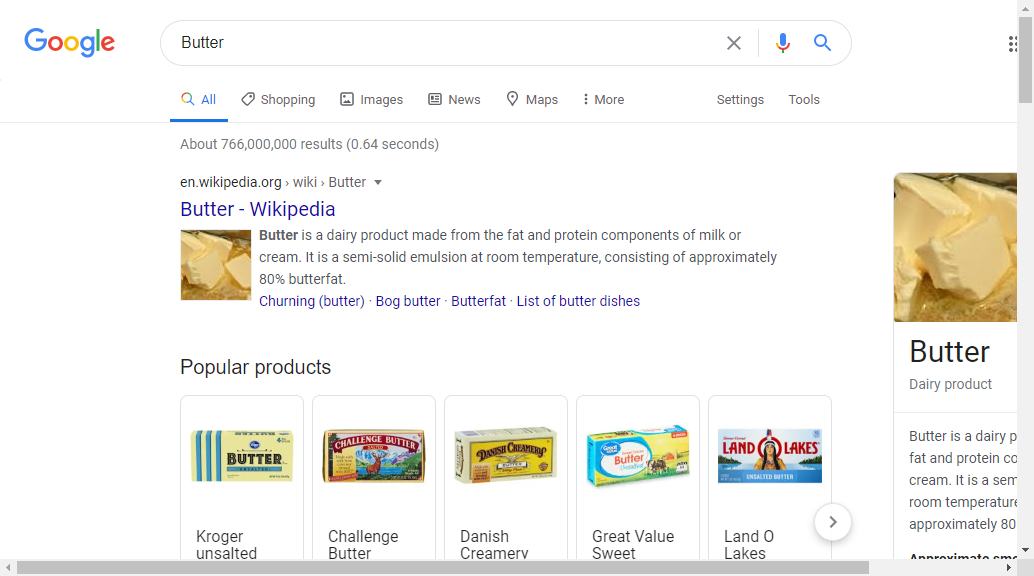 Google
Butter
All
Shopping
Images
News
Maps
More
Settings
Tools
About 766,000,000 results (0.64 seconds)
en.wikipedia.org › wiki › Butter
Butter - Wikipedia
Butter is a dairy product made from the fat and protein components of milk or
cream. It is a semi-solid emulsion at room temperature, consisting of approximately
80% butterfat.
Churning (butter) · Bog butter · Butterfat · List of butter dishes
Popular products
BUTTER
UNSALTED
Kroger
unsalted
CHALLENGE BUTTER
SALTED
Challenge
Butter
DANISH CREAMERY
BUTTER
Danish
Creamery
Great Value
Butter
Great Value
Sweet
LAND O LAKES
UNSALTED BUTTER
Land O
Lakes
Butter
Dairy product
Butter is a dairy p
fat and protein co
cream. It is a sem
room temperature
approximately 80